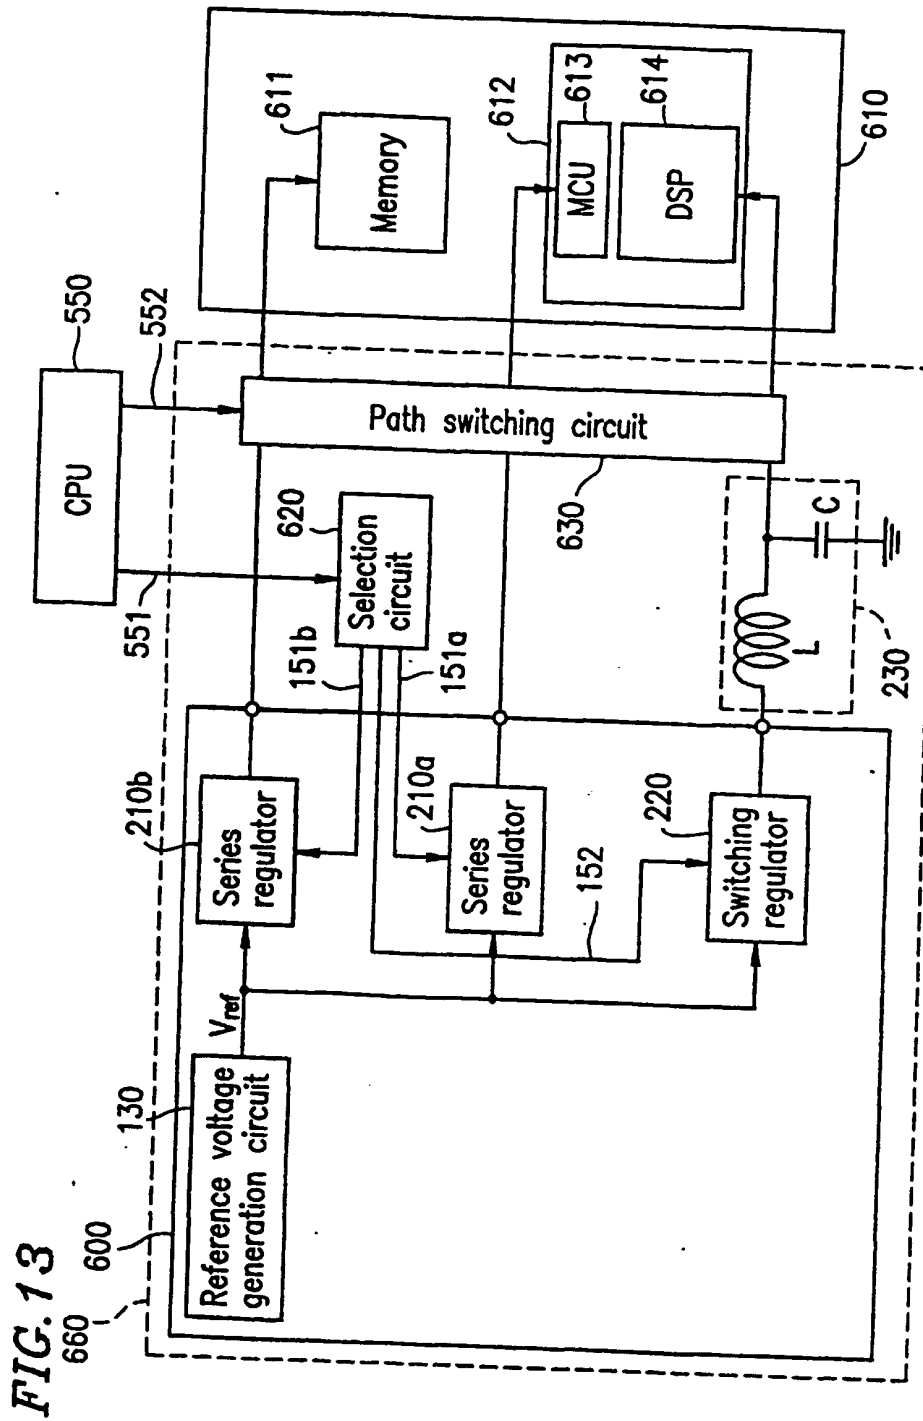 FIG.13
660
600
130
Reference voltage
generation circuit
Vref
210b
Series
regulator
210a
Series
regulator
152
220
Switching
regulator
151b
151a
551
620
Selection
circuit
550
CPU
552
Path switching circuit
630
L
C
230
611
Memory
612
613
MCU
614
DSP
610